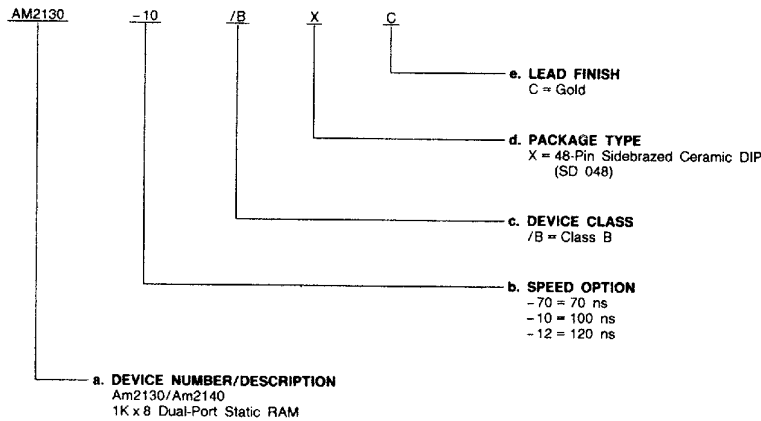 AM2130 -10 /B X C
e. LEAD FINISH
C = Gold
d. PACKAGE TYPE
X = 48-Pin Sidebrazed Ceramic DIP
(SD 048)
c. DEVICE CLASS
/B = Class B
b. SPEED OPTION
-70 = 70 ns
-10 = 100 ns
-12 = 120 ns
a. DEVICE NUMBER/DESCRIPTION
Am2130/Am2140
1K x 8 Dual-Port Static RAM